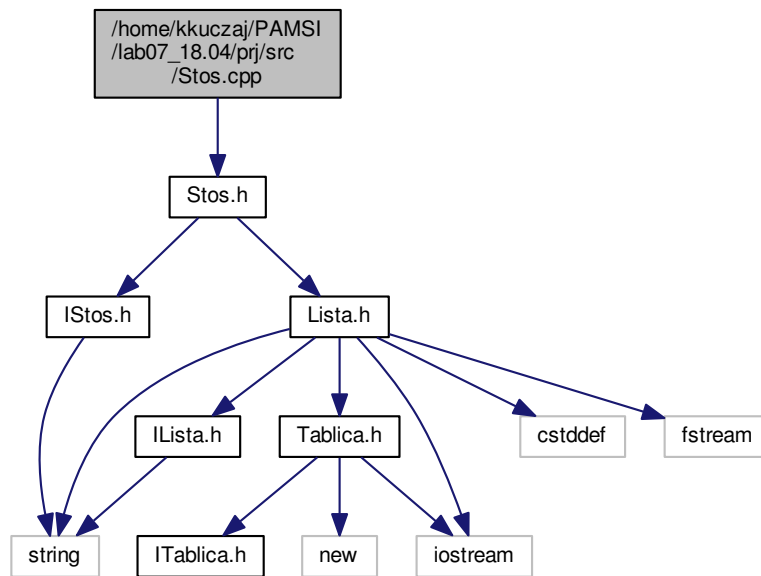 /home/kkuczaj/PAMSI
/lab07_18.04/prj/src
/Stos.cpp
Stos.h
IStos.h
Lista.h
ILista.h
Tablica.h
cstddef
fstream
string
ITablica.h
new
iostream